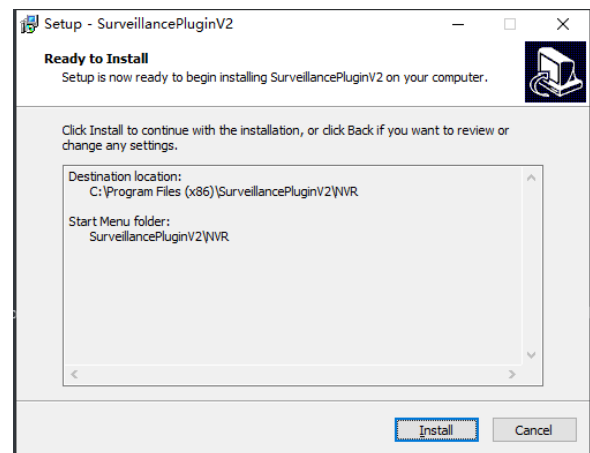 Setup - SurveillancePluginV2
Ready to Install
Setup is now ready to begin installing SurveillancePluginV2 on your computer.
Click Install to continue with the installation, or click Back if you want to review or
change any settings.
Destination location:
C:\Program Files (x86)\SurveillancePluginV2\NVR
Start Menu folder:
SurveillancePluginV2\NVR
Install
Cancel